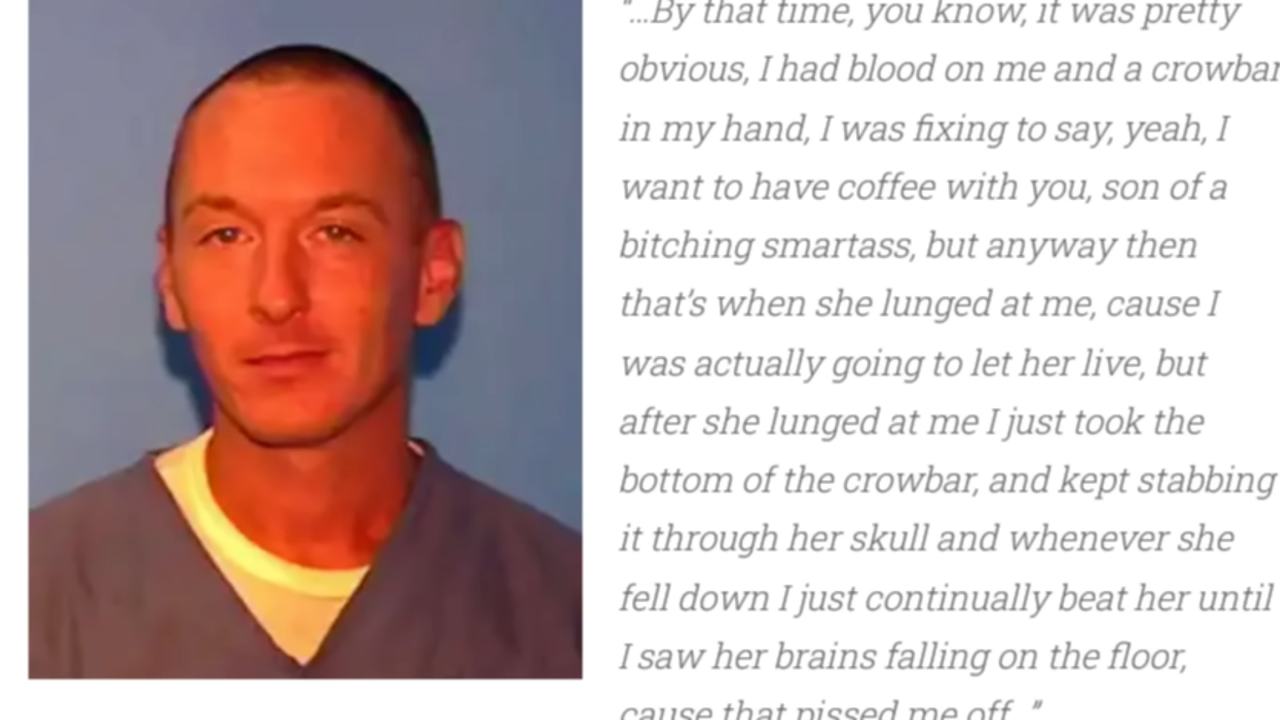 "...By that time, you know, it was pretty
obvious, I had blood on me and a crowbar
in my hand, I was fixing to say, yeah, I
want to have coffee with you, son of a
bitching smartass, but anyway then
that's when she lunged at me, cause I
was actually going to let her live, but
after she lunged at me I just took the
bottom of the crowbar, and kept stabbing
it through her skull and whenever she
fell down I just continually beat her until
I saw her brains falling on the floor,
cause that pissed me off..."